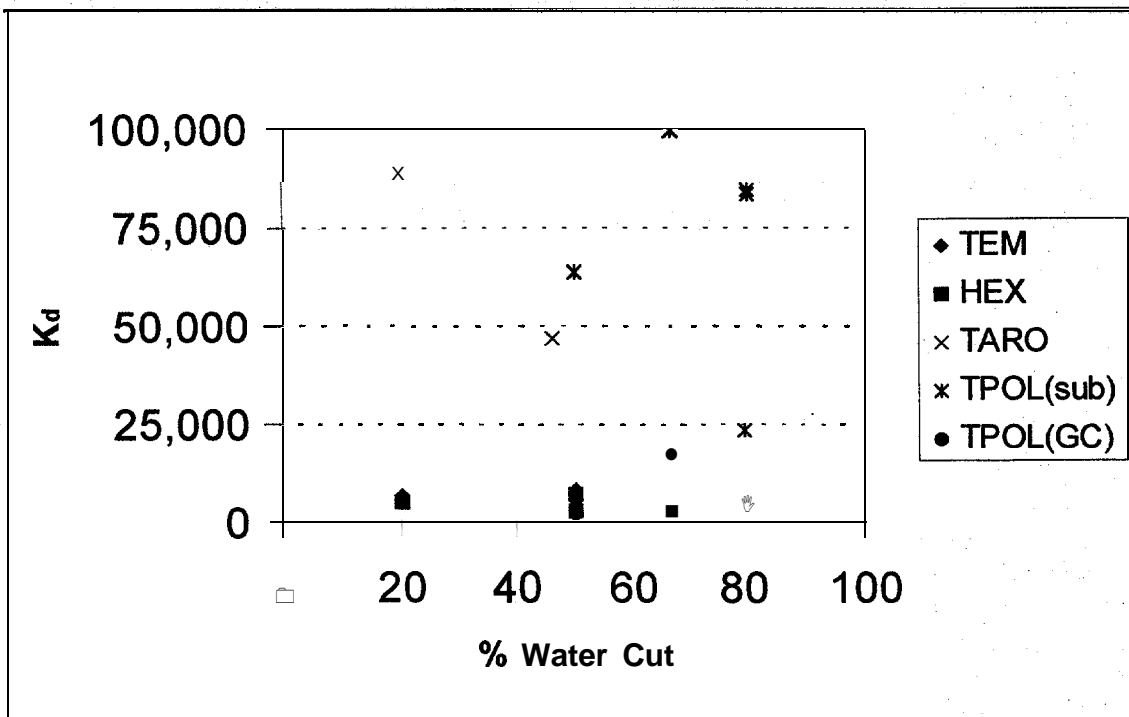 100,000
75,000
50,000
25,000
0
Kd
20 40 60 80 100
% Water Cut
TEM
HEX
TARO
TPOL(sub)
TPOL(GC)